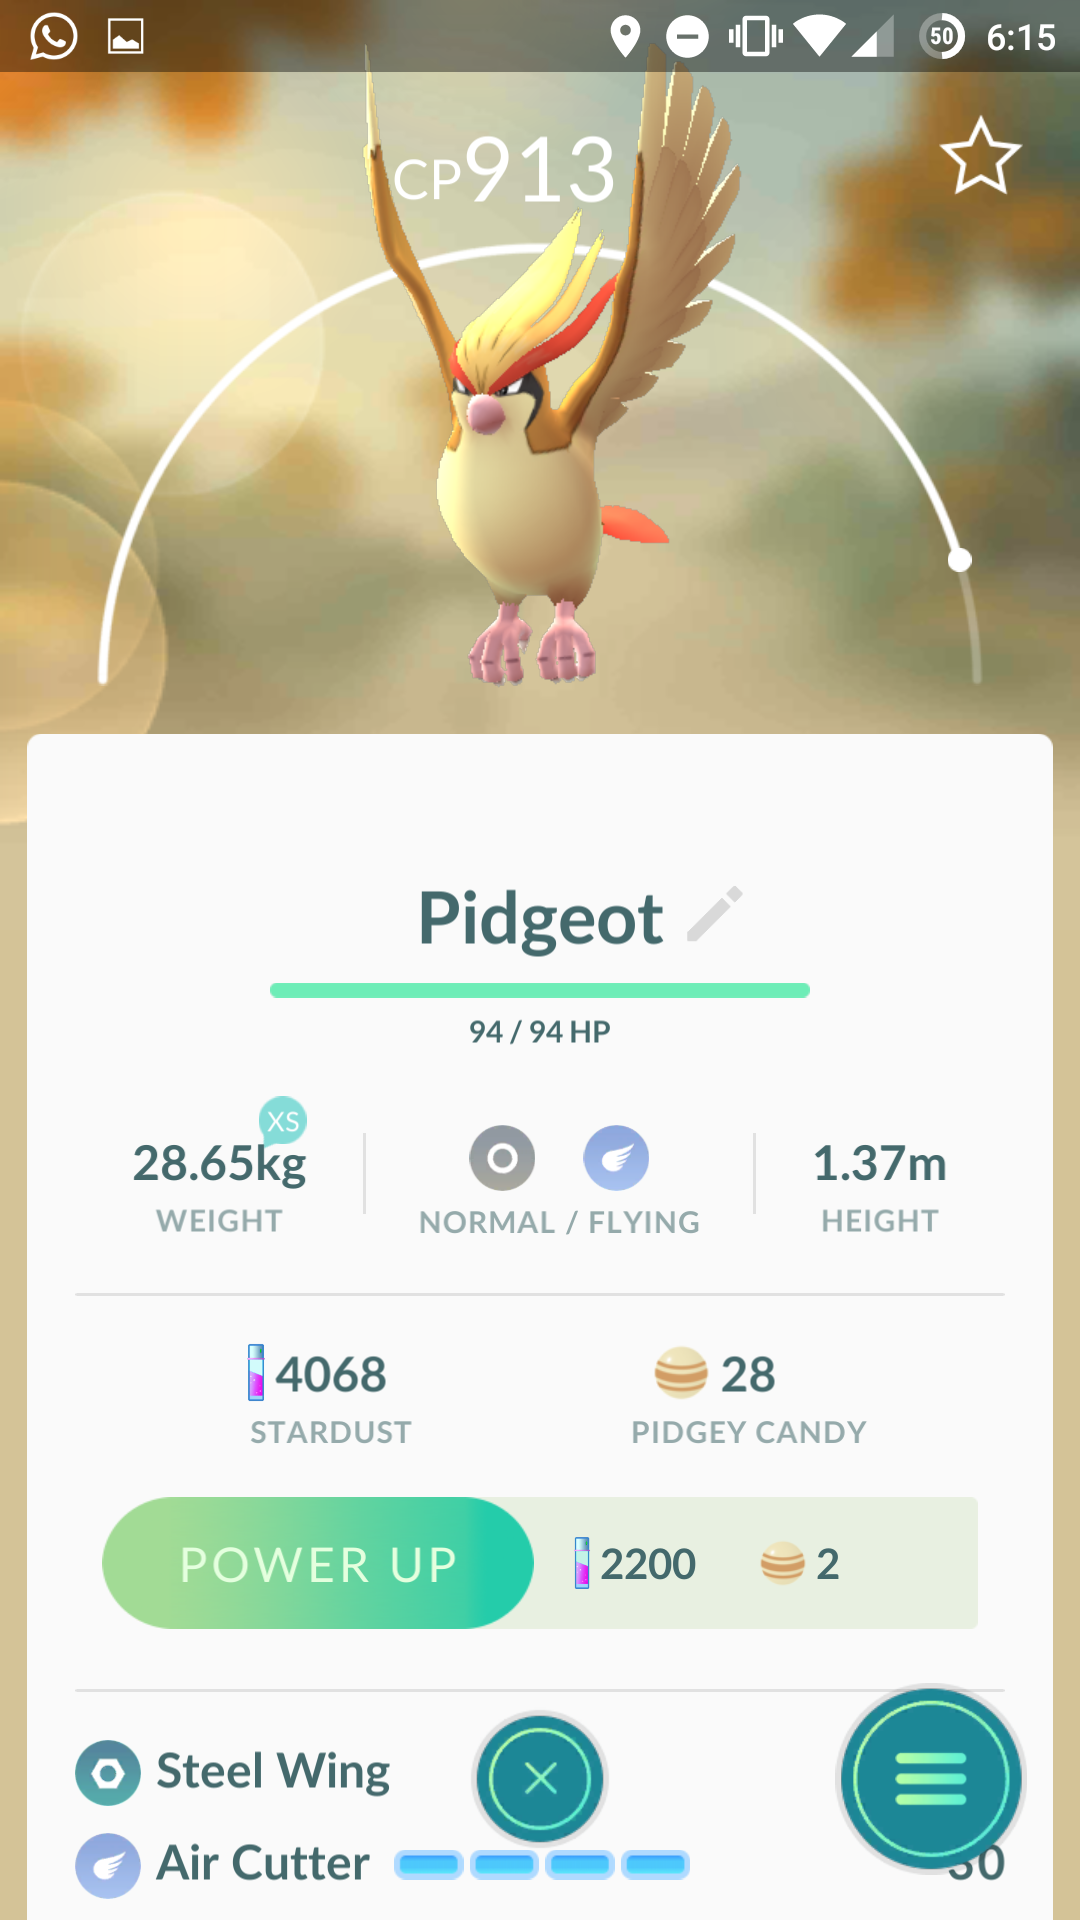 50 6:15
CP913
Pidgeot
94 / 94 HP
XS
28.65kg
WEIGHT
NORMAL / FLYING
1.37m
HEIGHT
4068
STARDUST
28
PIDGEY CANDY
POWER UP 2200 2
Steel Wing
Air Cutter